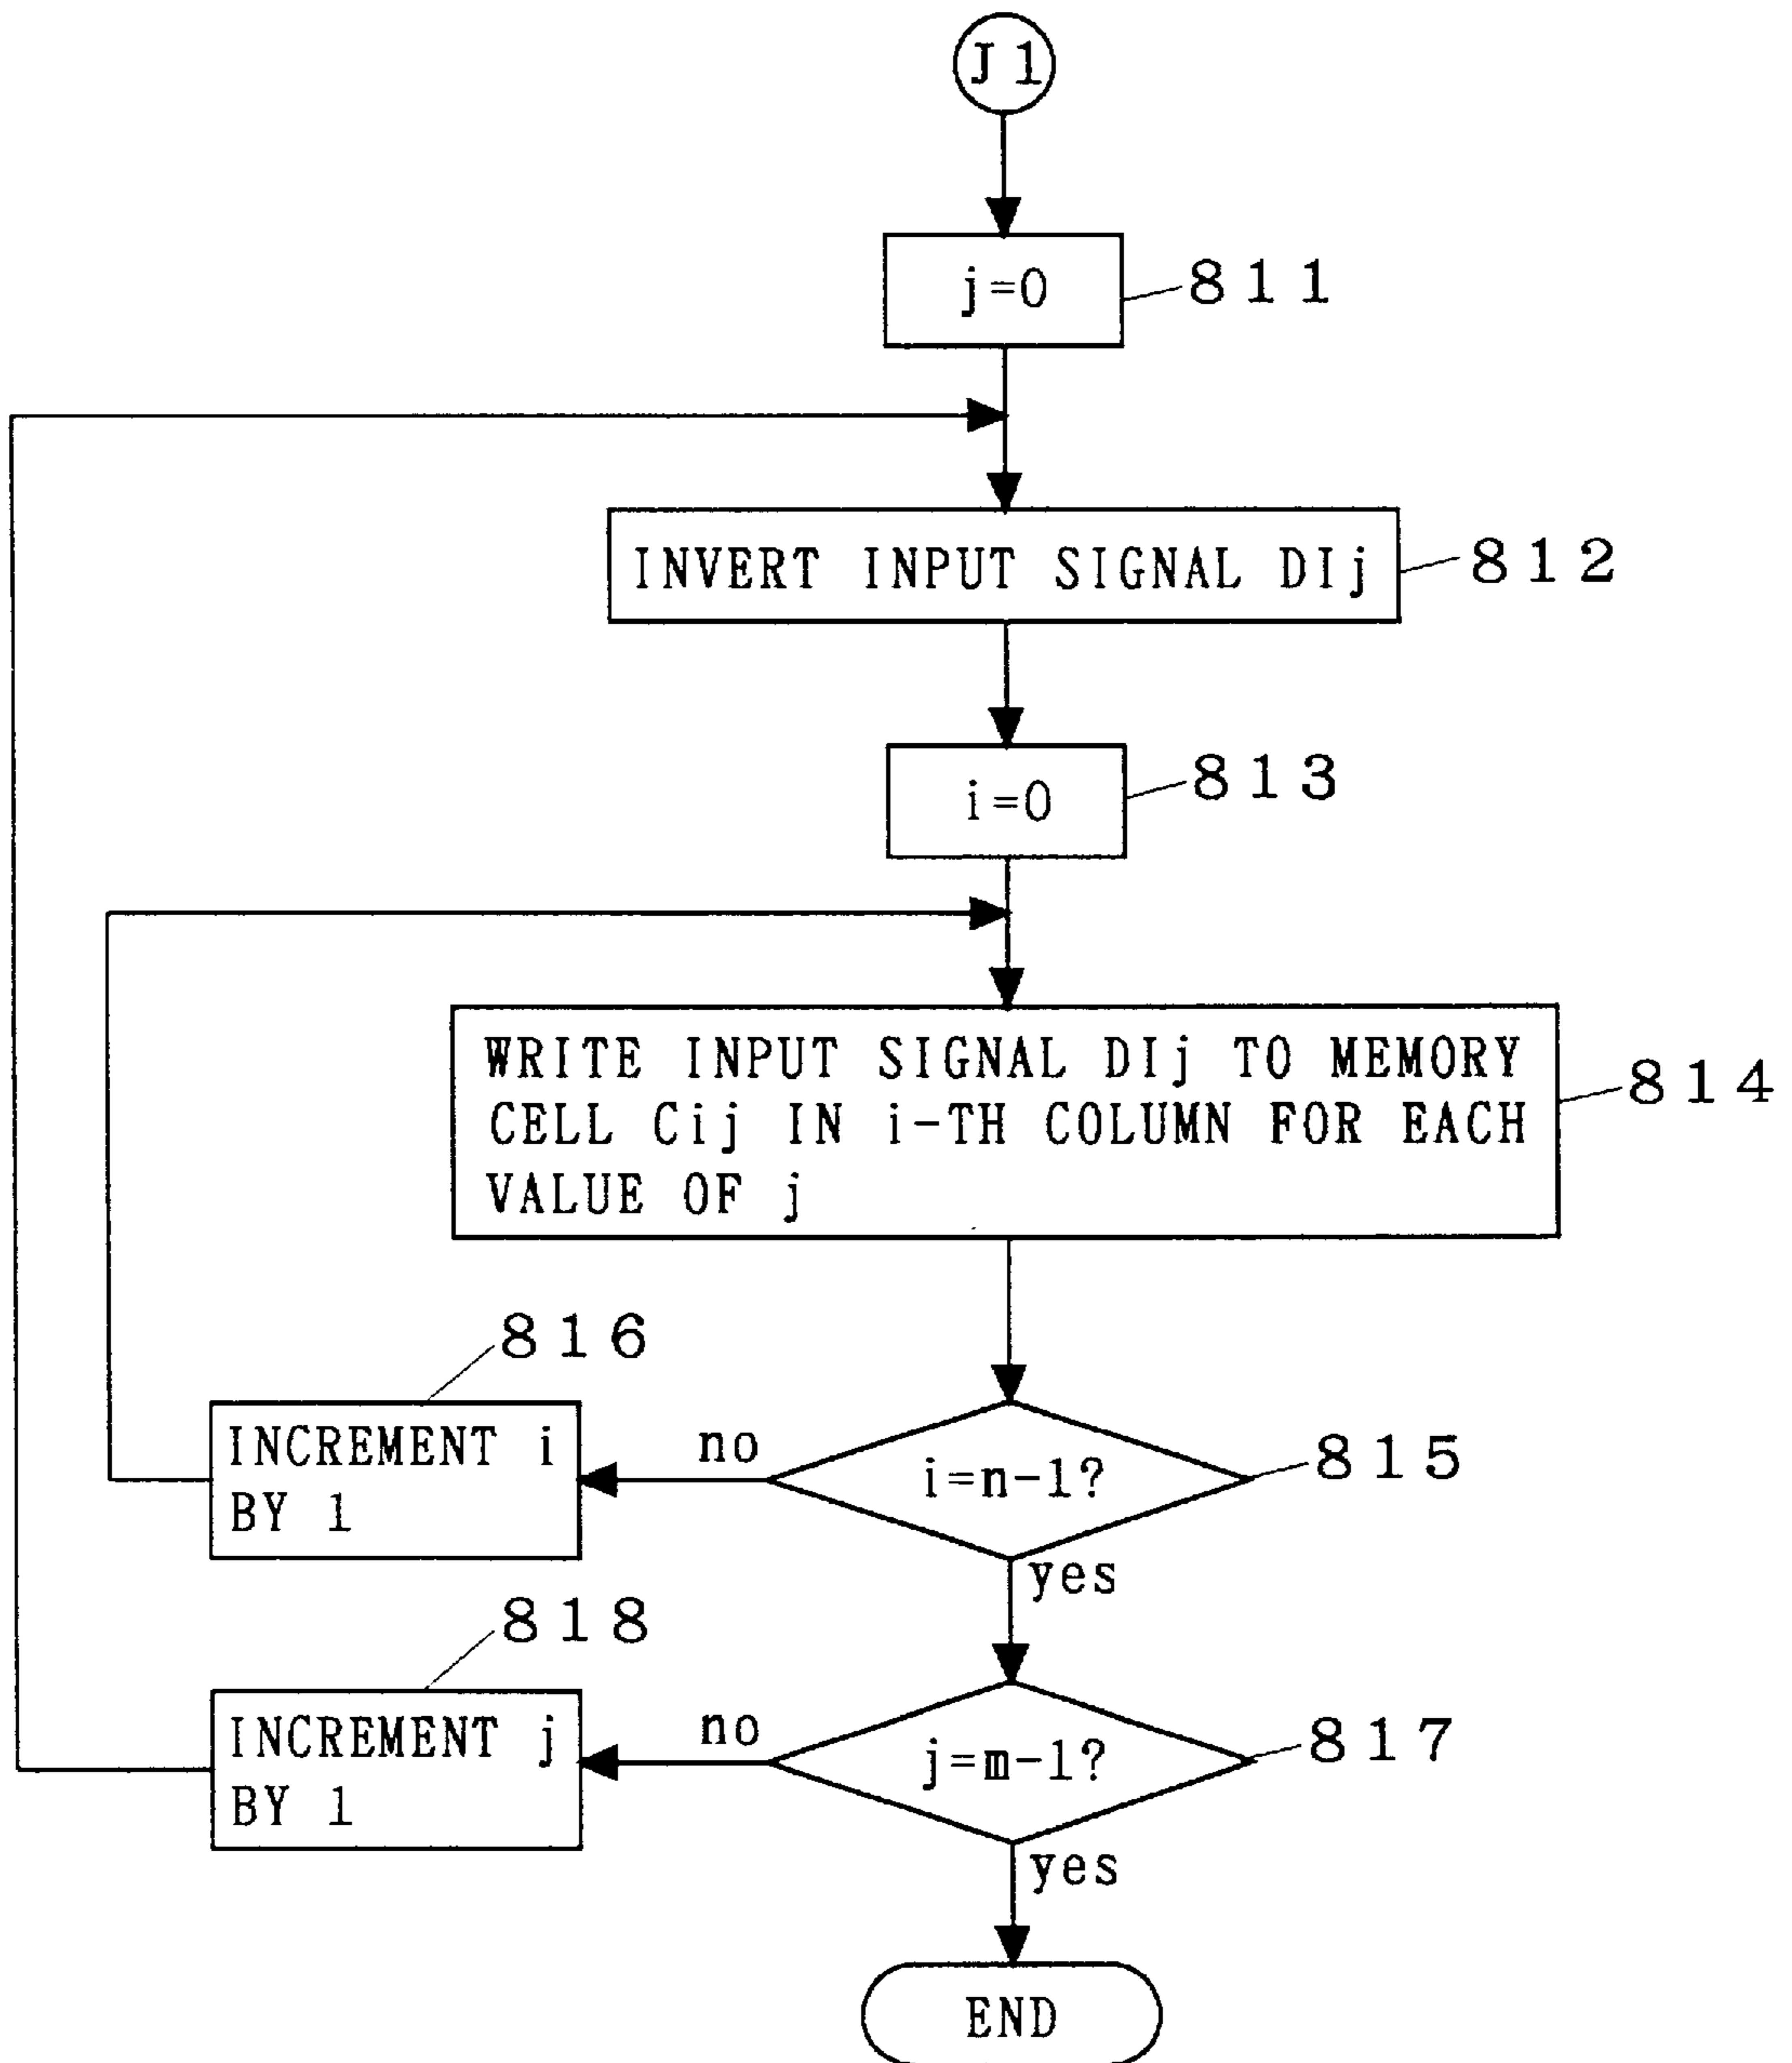 J1
j=0
811
INVERT INPUT SIGNAL DIj
812
i=0
813
WRITE INPUT SIGNAL DIj TO MEMORY
CELL Cij IN i-TH COLUMN FOR EACH
VALUE OF j
814
816
INCREMENT i
BY 1
no
i=n-1?
815
yes
818
INCREMENT j
BY 1
no
j=m-1?
817
yes
END